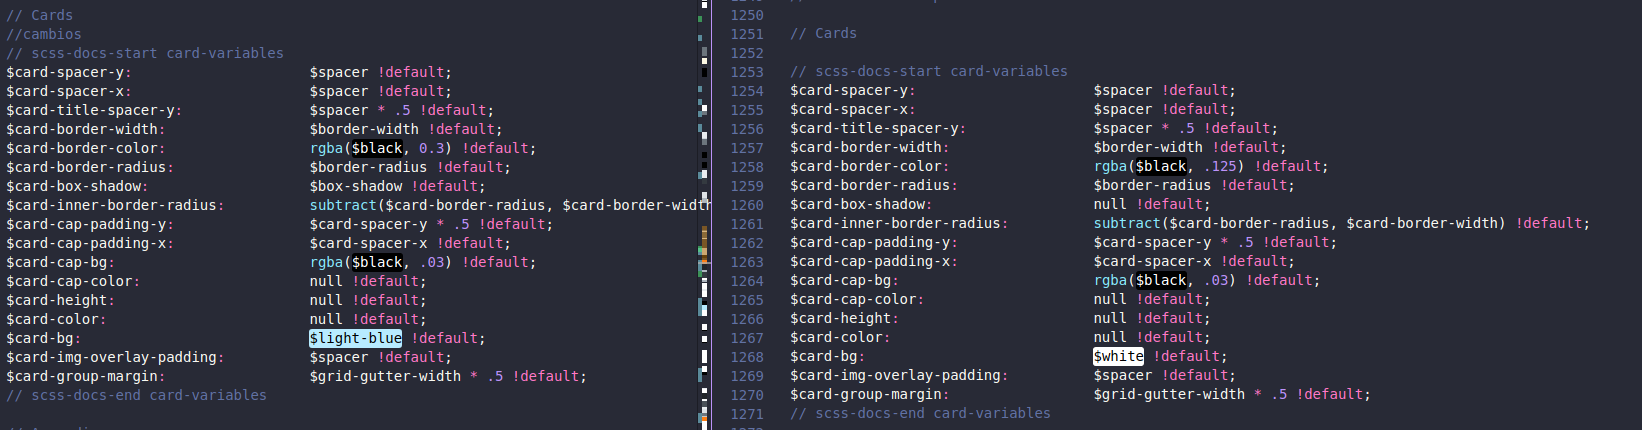 // Cards
//cambios
// scss-docs-start card-variables
$card-spacer-y: $spacer !default;
$card-spacer-x: $spacer !default;
$card-title-spacer-y: $spacer * .5 !default;
$card-border-width: $border-width !default;
$card-border-color: rgba($black, 0.3) !default;
$card-border-radius: $border-radius !default;
$card-box-shadow: $box-shadow !default;
$card-inner-border-radius: subtract($card-border-radius, $card-border-width
$card-cap-padding-y: $card-spacer-y * .5 !default;
$card-cap-padding-x: $card-spacer-x !default;
$card-cap-bg: rgba($black, .03) !default;
$card-cap-color: null !default;
$card-height: null !default;
$card-color: null !default;
$card-bg: $light-blue !default;
$card-img-overlay-padding: $spacer !default;
$card-group-margin: $grid-gutter-width * .5 !default;
// scss-docs-end card-variables
1250
1251 // Cards
1252
1253 // scss-docs-start card-variables
1254 $card-spacer-y: $spacer !default;
1255 $card-spacer-x: $spacer !default;
1256 $card-title-spacer-y: $spacer * .5 !default;
1257 $card-border-width: $border-width !default;
1258 $card-border-color: rgba($black, .125) !default;
1259 $card-border-radius: $border-radius !default;
1260 $card-box-shadow: null !default;
1261 $card-inner-border-radius: subtract($card-border-radius, $card-border-width) !default;
1262 $card-cap-padding-y: $card-spacer-y * .5 !default;
1263 $card-cap-padding-x: $card-spacer-x !default;
1264 $card-cap-bg: rgba($black, .03) !default;
1265 $card-cap-color: null !default;
1266 $card-height: null !default;
1267 $card-color: null !default;
1268 $card-bg: $white !default;
1269 $card-img-overlay-padding: $spacer !default;
1270 $card-group-margin: $grid-gutter-width * .5 !default;
1271 // scss-docs-end card-variables